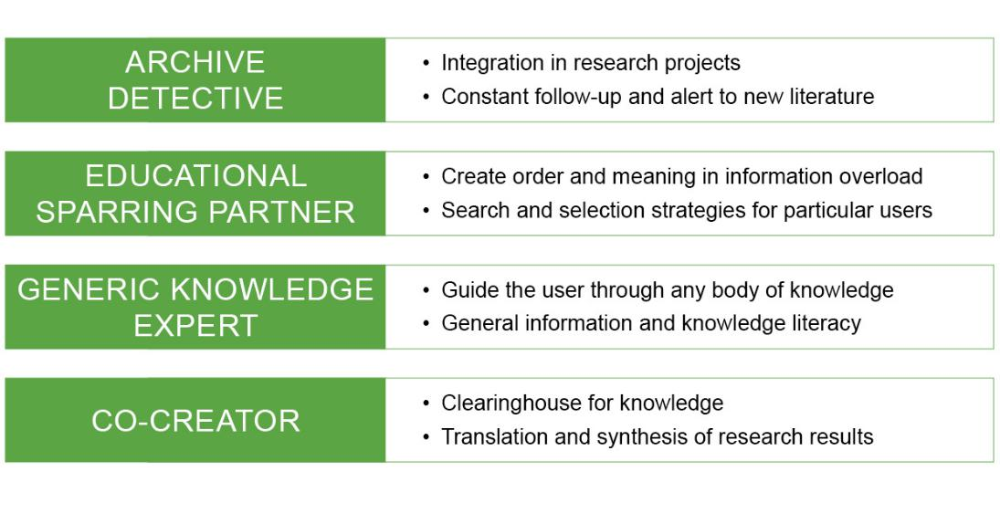 ARCHIVE
DETECTIVE
• Integration in research projects
• Constant follow-up and alert to new literature
EDUCATIONAL
SPARRING PARTNER
• Create order and meaning in information overload
• Search and selection strategies for particular users
GENERIC KNOWLEDGE
EXPERT
• Guide the user through any body of knowledge
• General information and knowledge literacy
CO-CREATOR
• Clearinghouse for knowledge
• Translation and synthesis of research results